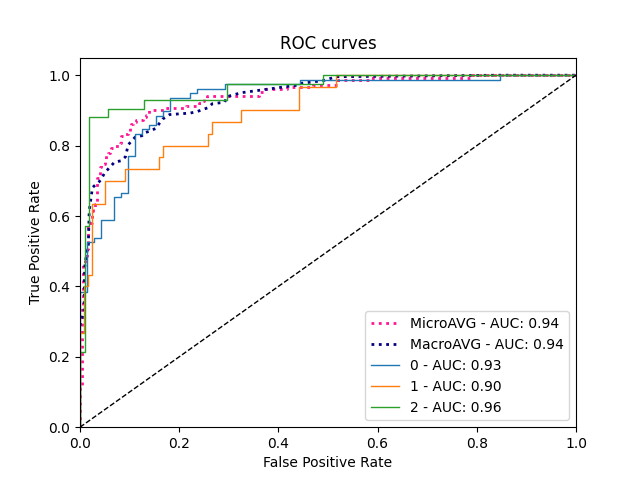 ROC curves
True Positive Rate
1.0
0.8
0.6
0.4
0.2
0.0
0.0 0.2 0.4 0.6 0.8 1.0
False Positive Rate
MicroAVG - AUC: 0.94
MacroAVG - AUC: 0.94
0 - AUC: 0.93
1 - AUC: 0.90
2 - AUC: 0.96